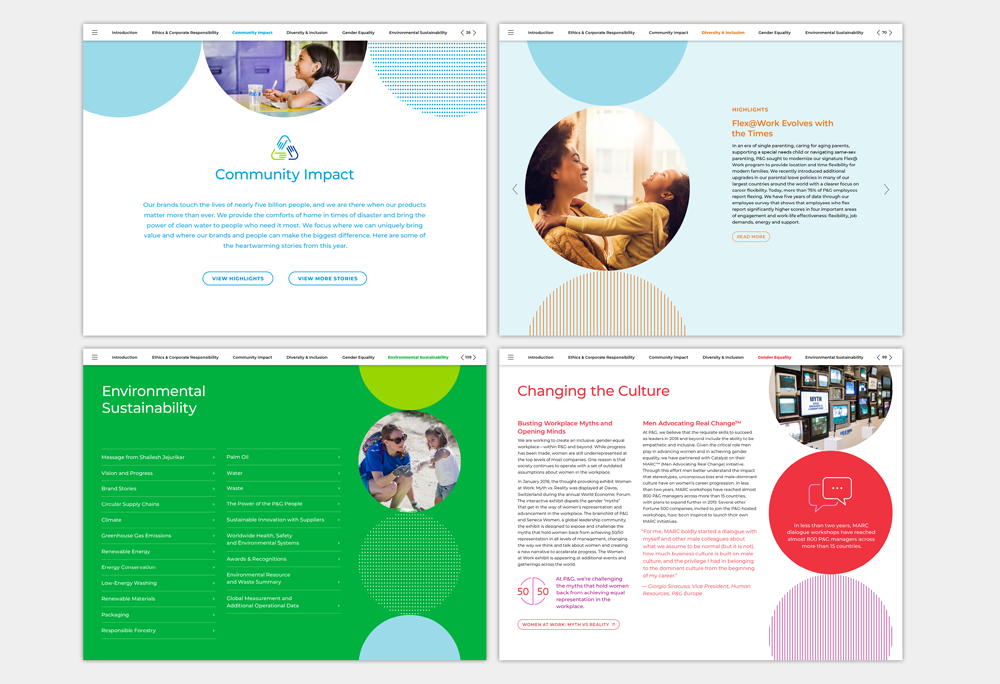 Introduction
Ethics & Corporate Responsibility
Community Impact
Diversity & Inclusion
Gender Equality
Environmental Sustainability
38
Community Impact
Our brands touch the lives of nearly five billion people, and we are there when our products
matter more than ever. We provide the comforts of home in times of disaster and bring the
power of clean water to people who need it most. We focus where we can uniquely bring
value and where our brands and people can make the biggest difference. Here are some of
the heartwarming stories from this year.
VIEW HIGHLIGHTS
VIEW MORE STORIES
Introduction
Ethics & Corporate Responsibility
Community Impact
Diversity & Inclusion
Gender Equality
Environmental Sustainability
70
HIGHLIGHTS
Flex@Work Evolves with
the Times
In an era of single parenting, caring for aging parents,
supporting a special needs child or navigating same-sex
parenting, P&G sought to modernize our signature Flex@
Work program to provide location and time flexibility for
modern families. We recently introduced additional
upgrades in our parental leave policies in many of our
largest countries around the world with a clearer focus on
career flexibility. Today, more than 75% of P&G employees
report flexing. We have five years of data through our
employee survey that shows that employees who flex
report significantly higher scores in four important areas
of engagement and work-life effectiveness: flexibility, job
demands, energy and support.
READ MORE
Introduction
Ethics & Corporate Responsibility
Community Impact
Diversity & Inclusion
Gender Equality
Environmental Sustainability
109
Environmental
Sustainability
Message from Shailesh Jejurikar
Vision and Progress
Brand Stories
Circular Supply Chains
Climate
Greenhouse Gas Emissions
Renewable Energy
Energy Conservation
Low-Energy Washing
Renewable Materials
Packaging
Responsible Forestry
Palm Oil
Water
Waste
The Power of the P&G People
Sustainable Innovation with Suppliers
Worldwide Health, Safety
and Environmental Systems
Awards & Recognitions
Environmental Resource
and Waste Summary
Global Measurement and
Additional Operational Data
Introduction
Ethics & Corporate Responsibility
Community Impact
Diversity & Inclusion
Gender Equality
Environmental Sustainability
99
Changing the Culture
Busting Workplace Myths and
Opening Minds
We are working to create an inclusive, gender-equal
workplace—within P&G and beyond. While progress
has been made, women are still underrepresented at
the top levels of most companies. One reason is that
society continues to operate with a set of outdated
assumptions about women in the workplace.
In January 2018, the thought-provoking exhibit Women
at Work: Myth vs. Reality was displayed at Davos,
Switzerland during the annual World Economic Forum.
The interactive exhibit dispels the gender "myths"
that get in the way of women's representation and
advancement in the workplace. The brainchild of P&G
and Seneca Women, a global leadership community,
the exhibit is designed to expose and challenge the
myths that hold women back from achieving 50/50
representation in all levels of management, changing
the way we think and talk about women and creating
a new narrative to accelerate progress. The Women
at Work exhibit is appearing at additional events and
gatherings across the world.
50 50
At P&G, we're challenging
the myths that hold women
back from achieving equal
representation in the
workplace.
WOMEN AT WORK: MYTH VS REALITY
Men Advocating Real Change™
At P&G, we believe that the requisite skills to succeed
as leaders in 2018 and beyond include the ability to be
empathetic and inclusive. Given the critical role men
play in advancing women and in achieving gender
equality, we have partnered with Catalyst on their
MARC™ (Men Advocating Real Change) initiative.
Through this effort men better understand the impact
that stereotypes, unconscious bias and male-dominant
culture have on women's career progression. In less
than two years, MARC workshops have reached almost
800 P&G managers across more than 15 countries,
with plans to expand further in 2019. Several other
Fortune 500 companies, invited to join the P&G-hosted
workshops, have been inspired to launch their own
MARC initiatives.
"For me, MARC boldly started a dialogue with
myself and other male colleagues about
what we assume to be normal (but it is not),
how much business culture is built on male
culture, and the privilege I had in belonging
to the dominant culture from the beginning
of my career."
— Giorgio Siracusa, Vice President, Human
Resources, P&G Europe
MYTH
In less than two years, MARC
dialogue workshops have reached
almost 800 P&G managers across
more than 15 countries.